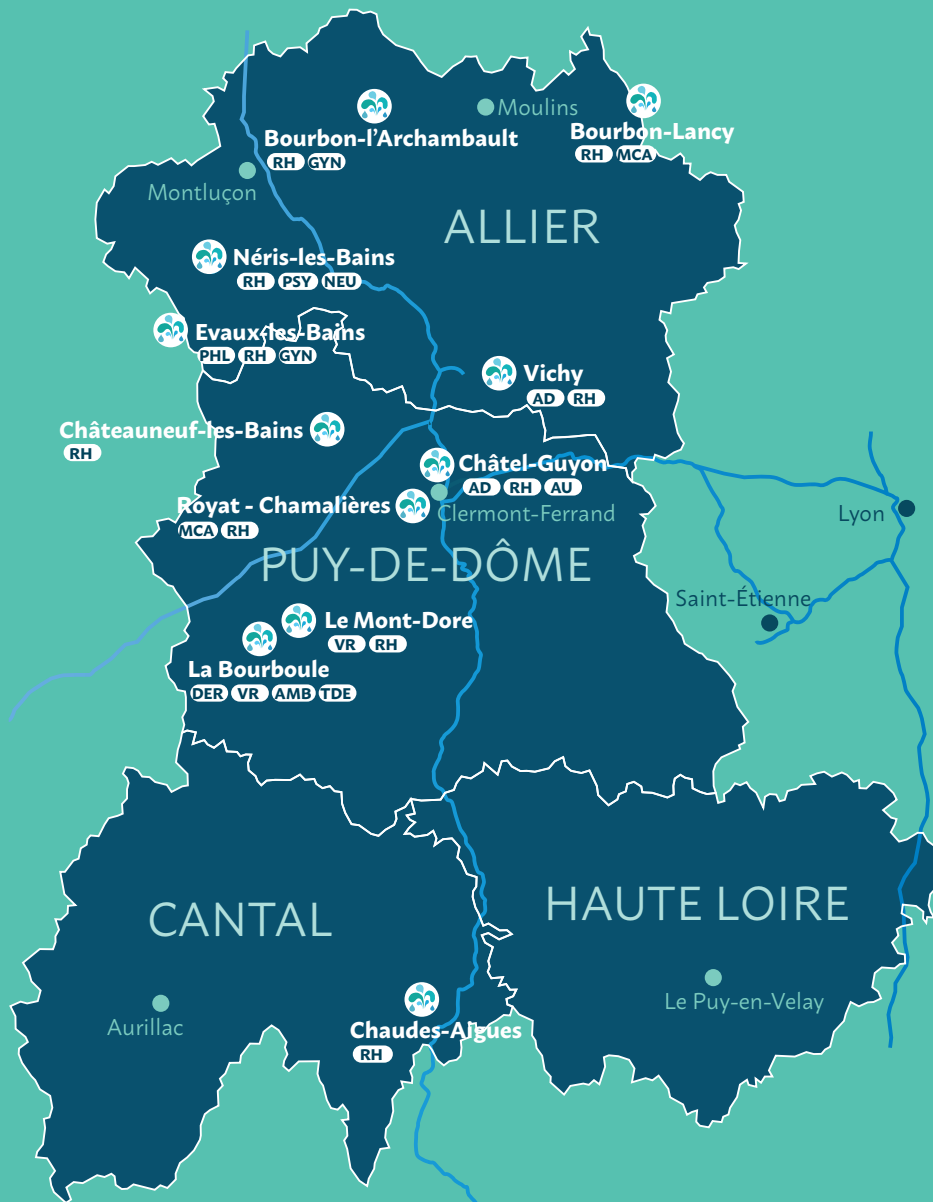 Moulins
Bourbon-l'Archambault
RH GYN
Bourbon-Lancy
RH MCA
Montluçon
ALLIER
Néris-les-Bains
RH PSY NEU
Evaux-les-Bains
PHL RH GYN
Vichy
AD RH
Châteauneuf-les-Bains
RH
Châtel-Guyon
AD RH AU
Royat - Chamalières
MCA RH
Clermont-Ferrand
Lyon
PUY-DE-DÔME
Saint-Étienne
Le Mont-Dore
VR RH
La Bourboule
DER VR AMB TDE
CANTAL
HAUTE LOIRE
Aurillac
Le Puy-en-Velay
Chaudes-Aigues
RH